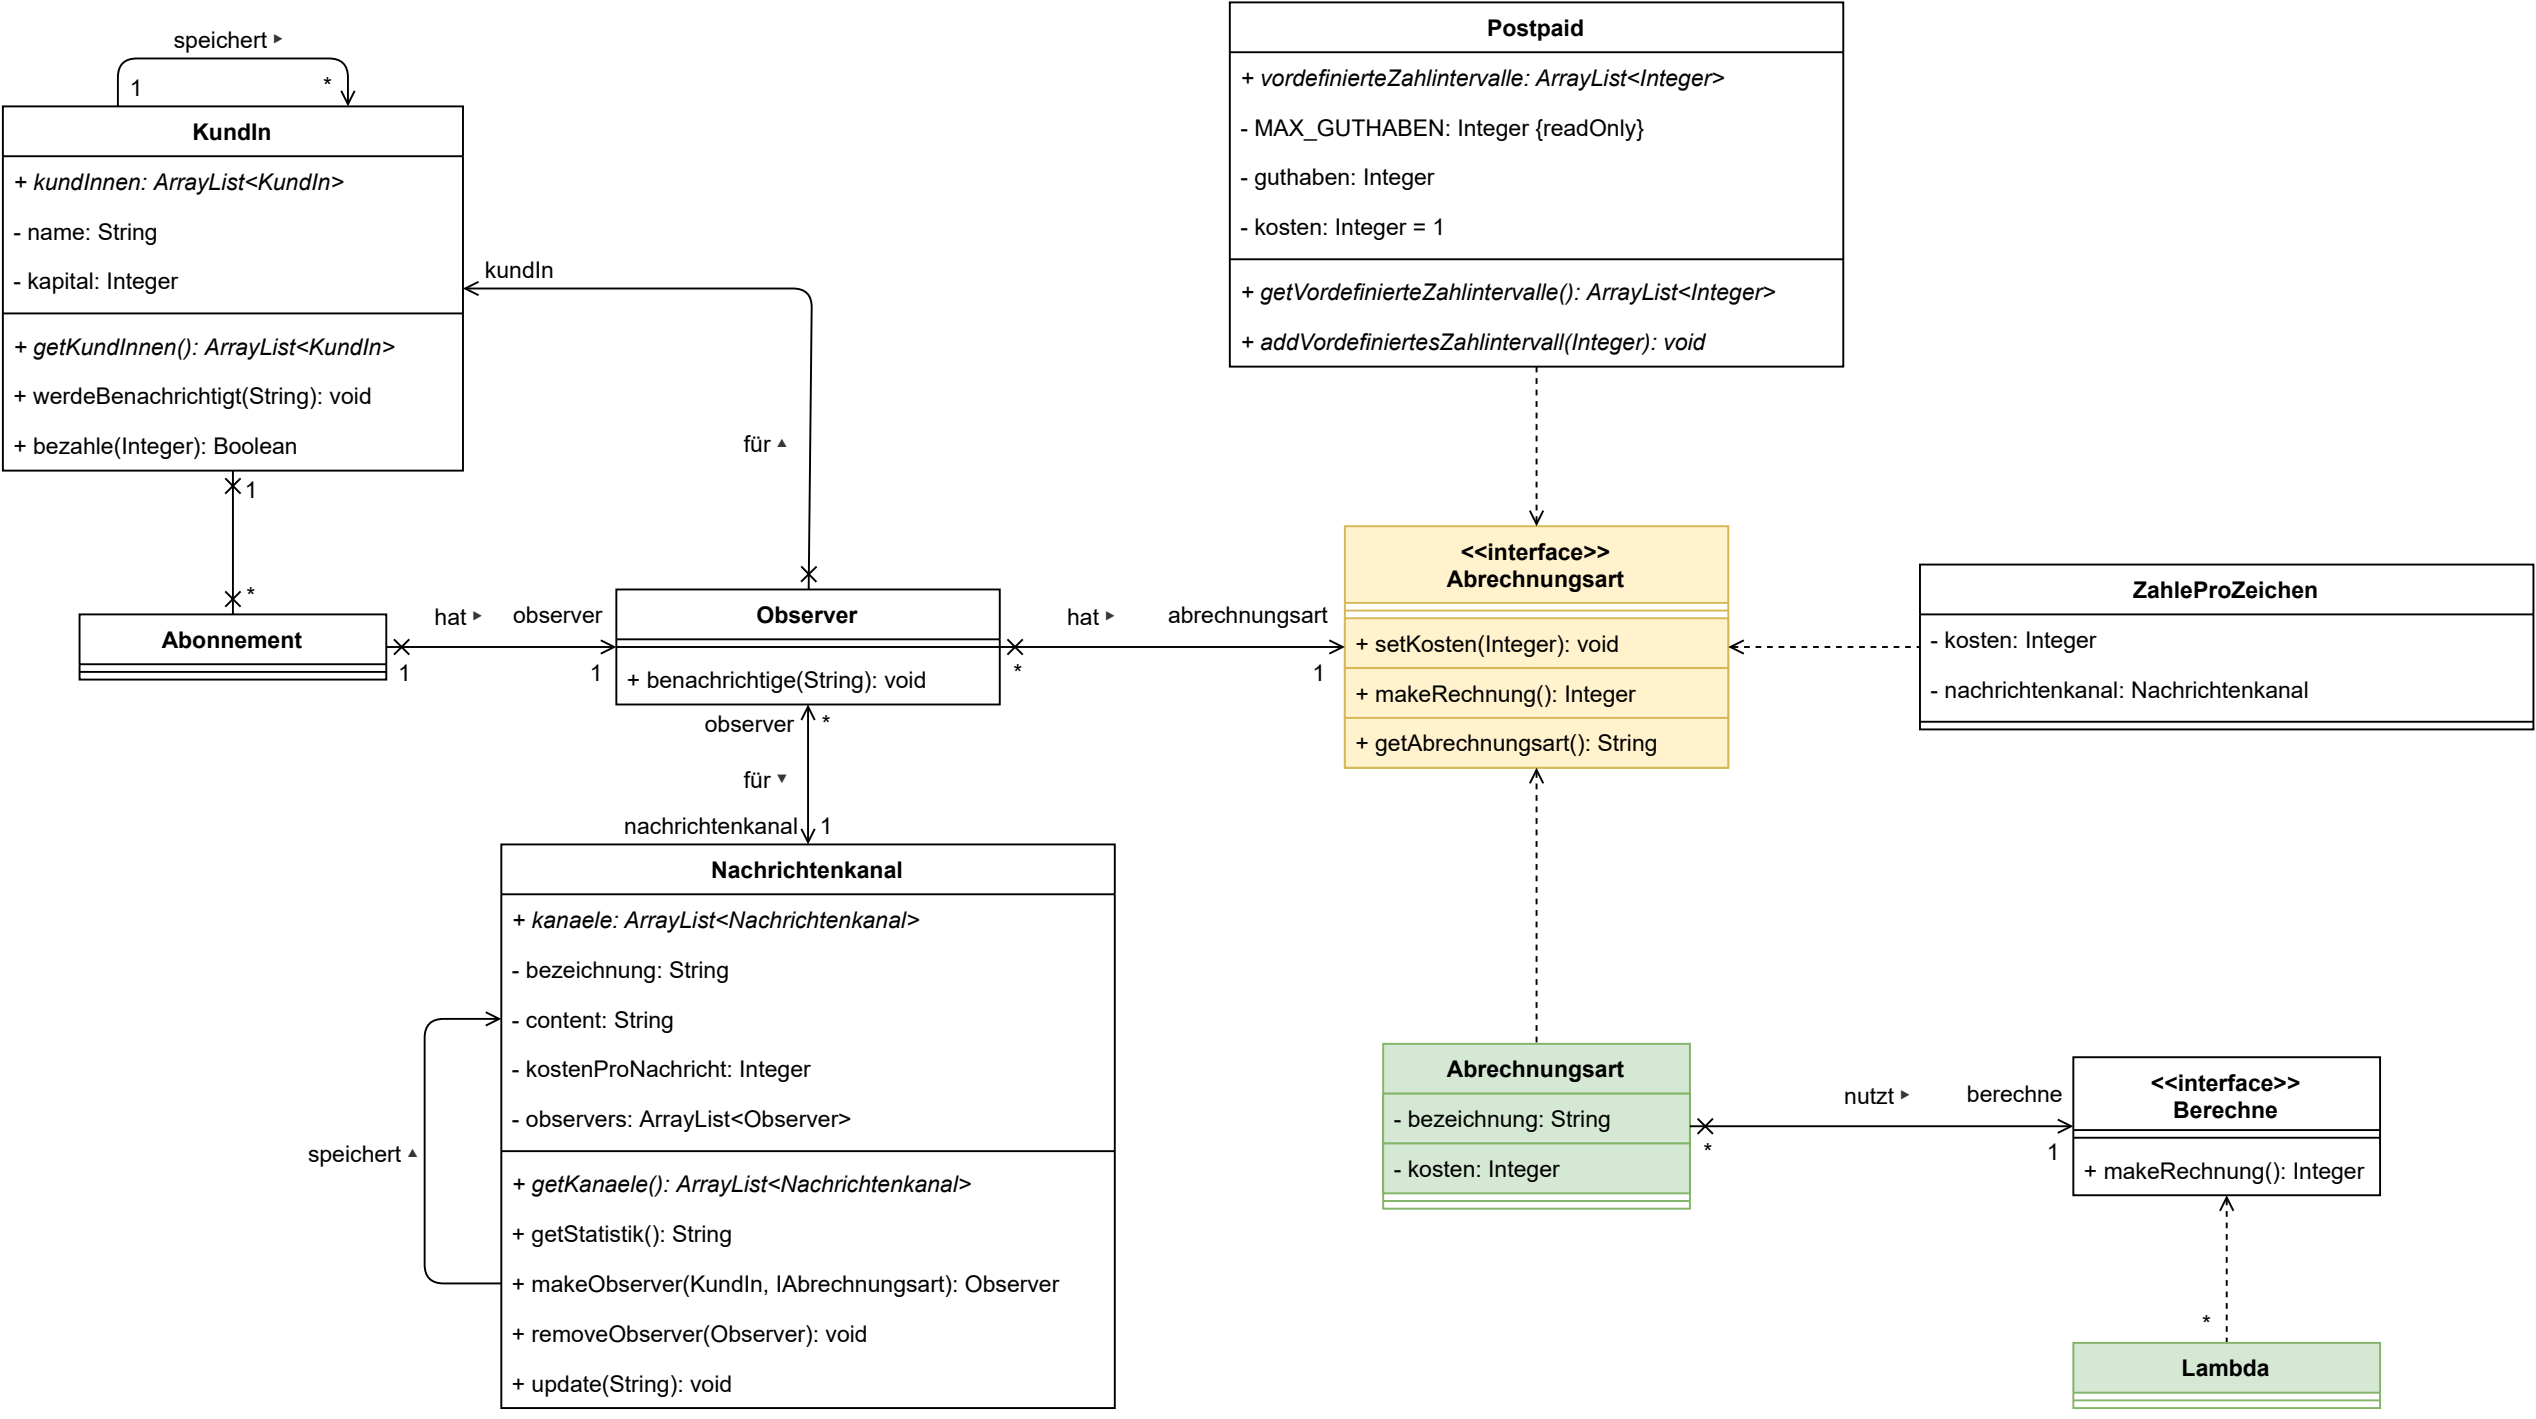 speichert ▸
1
*
KundIn
+ kundInnen: ArrayList<KundIn>
- name: String
- kapital: Integer
+ getKundInnen(): ArrayList<KundIn>
+ werdeBenachrichtigt(String): void
+ bezahle(Integer): Boolean
kundIn
für ▴
1
*
Abonnement
hat ▸
observer
1
1
Observer
+ benachrichtige(String): void
hat ▸
abrechnungsart
*
1
observer
*
für ▾
nachrichtenkanal
1
Nachrichtenkanal
+ kanaele: ArrayList<Nachrichtenkanal>
- bezeichnung: String
- content: String
- kostenProNachricht: Integer
- observers: ArrayList<Observer>
+ getKanaele(): ArrayList<Nachrichtenkanal>
+ getStatistik(): String
+ makeObserver(KundIn, IAbrechnungsart): Observer
+ removeObserver(Observer): void
+ update(String): void
speichert ▴
Postpaid
+ vordefinierteZahlintervalle: ArrayList<Integer>
- MAX_GUTHABEN: Integer {readOnly}
- guthaben: Integer
- kosten: Integer = 1
+ getVordefinierteZahlintervalle(): ArrayList<Integer>
+ addVordefiniertesZahlintervall(Integer): void
<<interface>>
Abrechnungsart
+ setKosten(Integer): void
+ makeRechnung(): Integer
+ getAbrechnungsart(): String
ZahleProZeichen
- kosten: Integer
- nachrichtenkanal: Nachrichtenkanal
Abrechnungsart
- bezeichnung: String
- kosten: Integer
nutzt ▸
berechne
*
1
<<interface>>
Berechne
+ makeRechnung(): Integer
*
Lambda